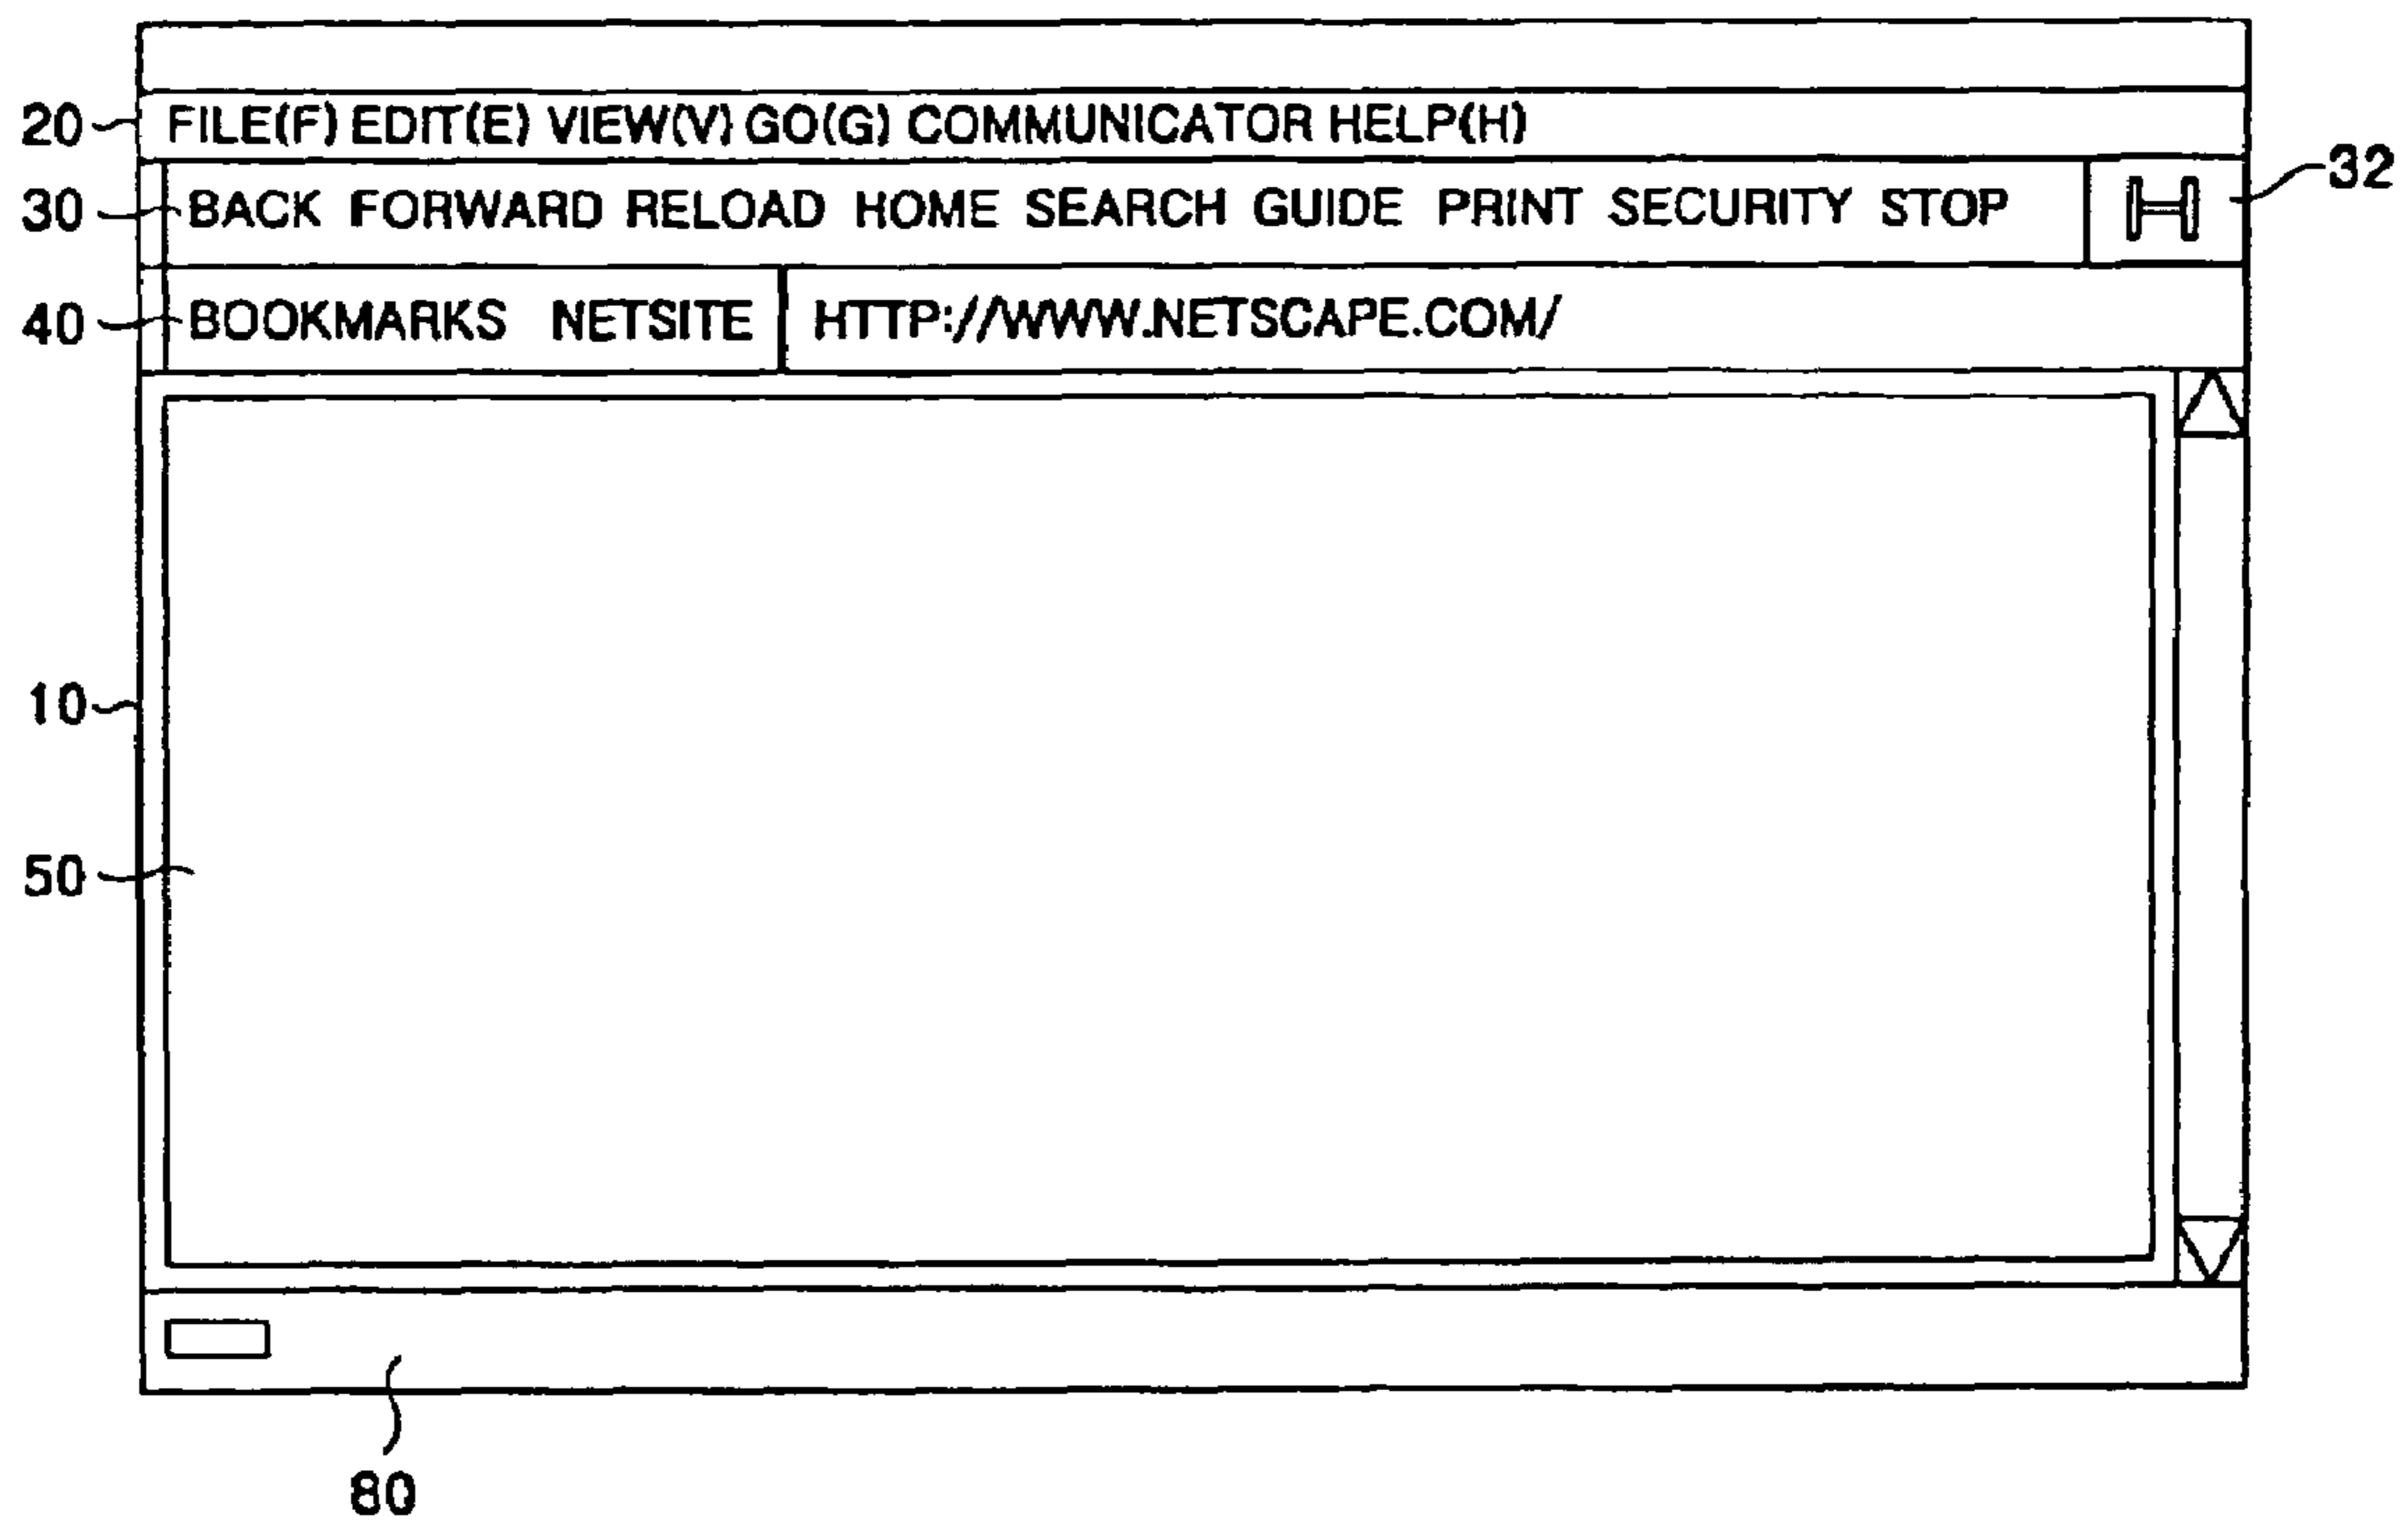 20 FILE(F) EDIT(E) VIEW(V) GO(G) COMMUNICATOR HELP(H)
30 BACK FORWARD RELOAD HOME SEARCH GUIDE PRINT SECURITY STOP H 32
40 BOOKMARKS NETSITE HTTP://WWW.NETSCAPE.COM/
10
50
80